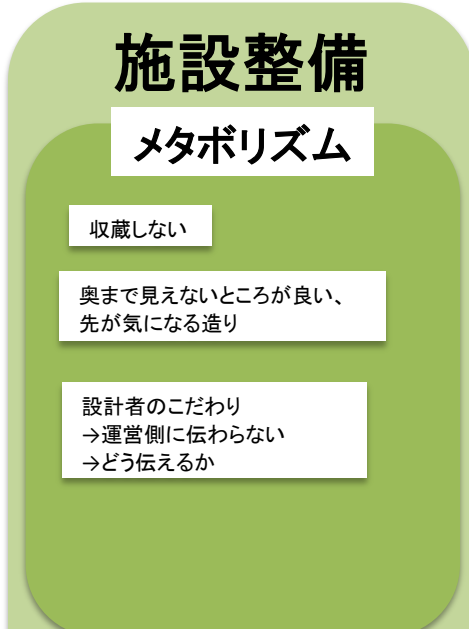 施設整備
メタボリズム
収蔵しない
奥まで見えないところが良い、
先が気になる造り
設計者のこだわり
→運営側に伝わらない
→どう伝えるか